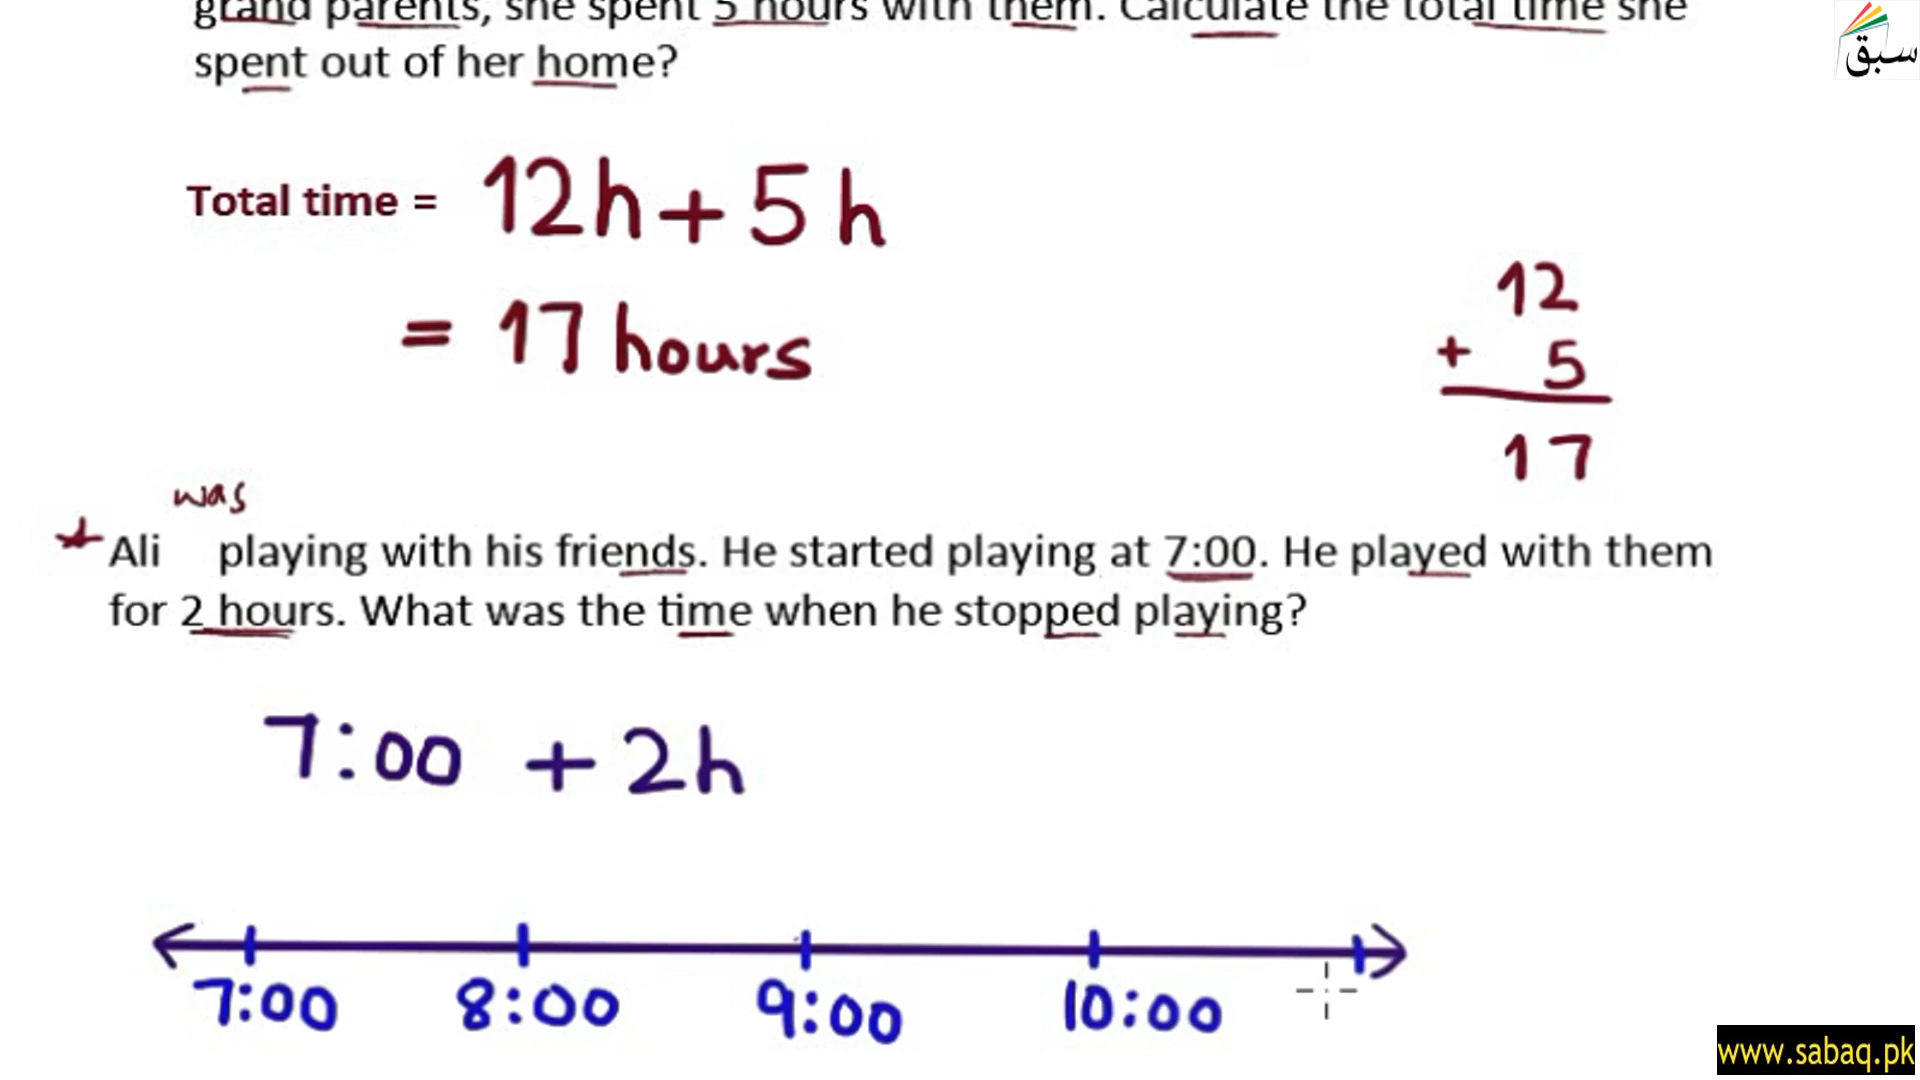 grand parents, she spent 5 hours with them. Calculate the total time she
spent out of her home?
سبق
Total time = 12h + 5h
= 17 hours
12
+ 5
17
was
Ali playing with his friends. He started playing at 7:00. He played with them
for 2 hours. What was the time when he stopped playing?
7:00 + 2h
7:00 8:00 9:00 10:00
www.sabaq.pk